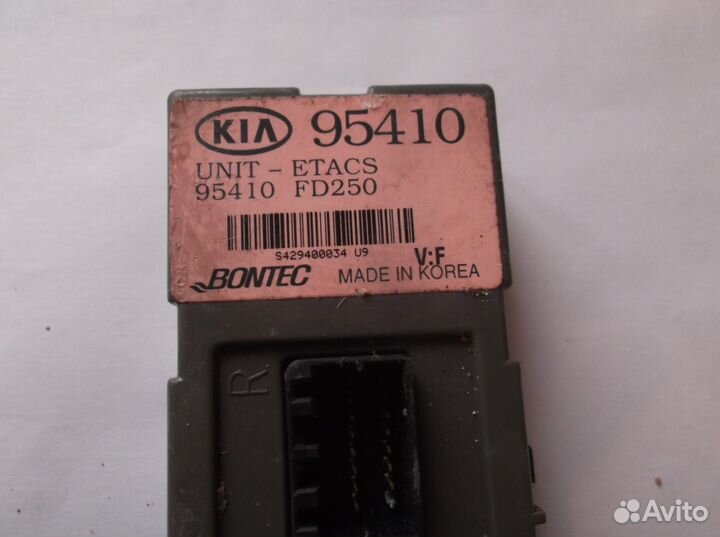 KIA 95410
UNIT - ETACS
95410 FD250
S429400034 U9
V:F
BONTEC MADE IN KOREA
R
Avito